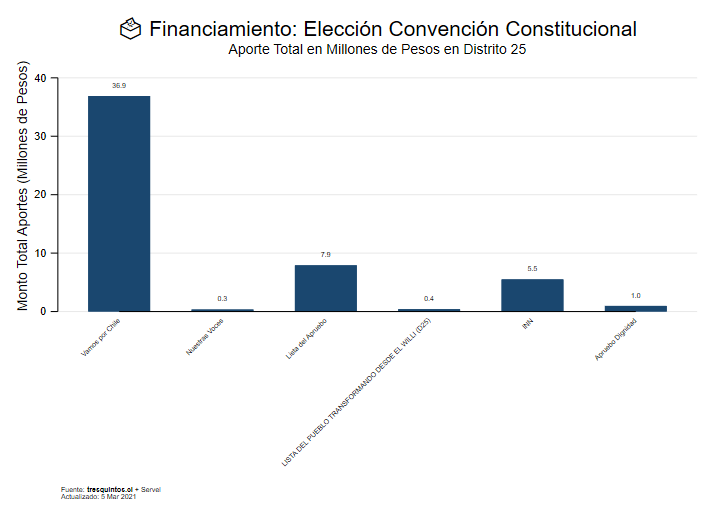 Financiamiento: Elección Convención Constitucional
Aporte Total en Millones de Pesos en Distrito 25
Monto Total Aportes (Millones de Pesos)
40
30
20
10
0
36.9
0.3
7.9
0.4
5.5
1.0
Vamos por Chile
Nuestras Voces
Lista del Apruebo
LISTA DEL PUEBLO TRANSFORMANDO DESDE EL WILLI (D25)
INN
Apruebo Dignidad
Fuente: tresquintos.cl + Servel
Actualizado: 5 Mar 2021